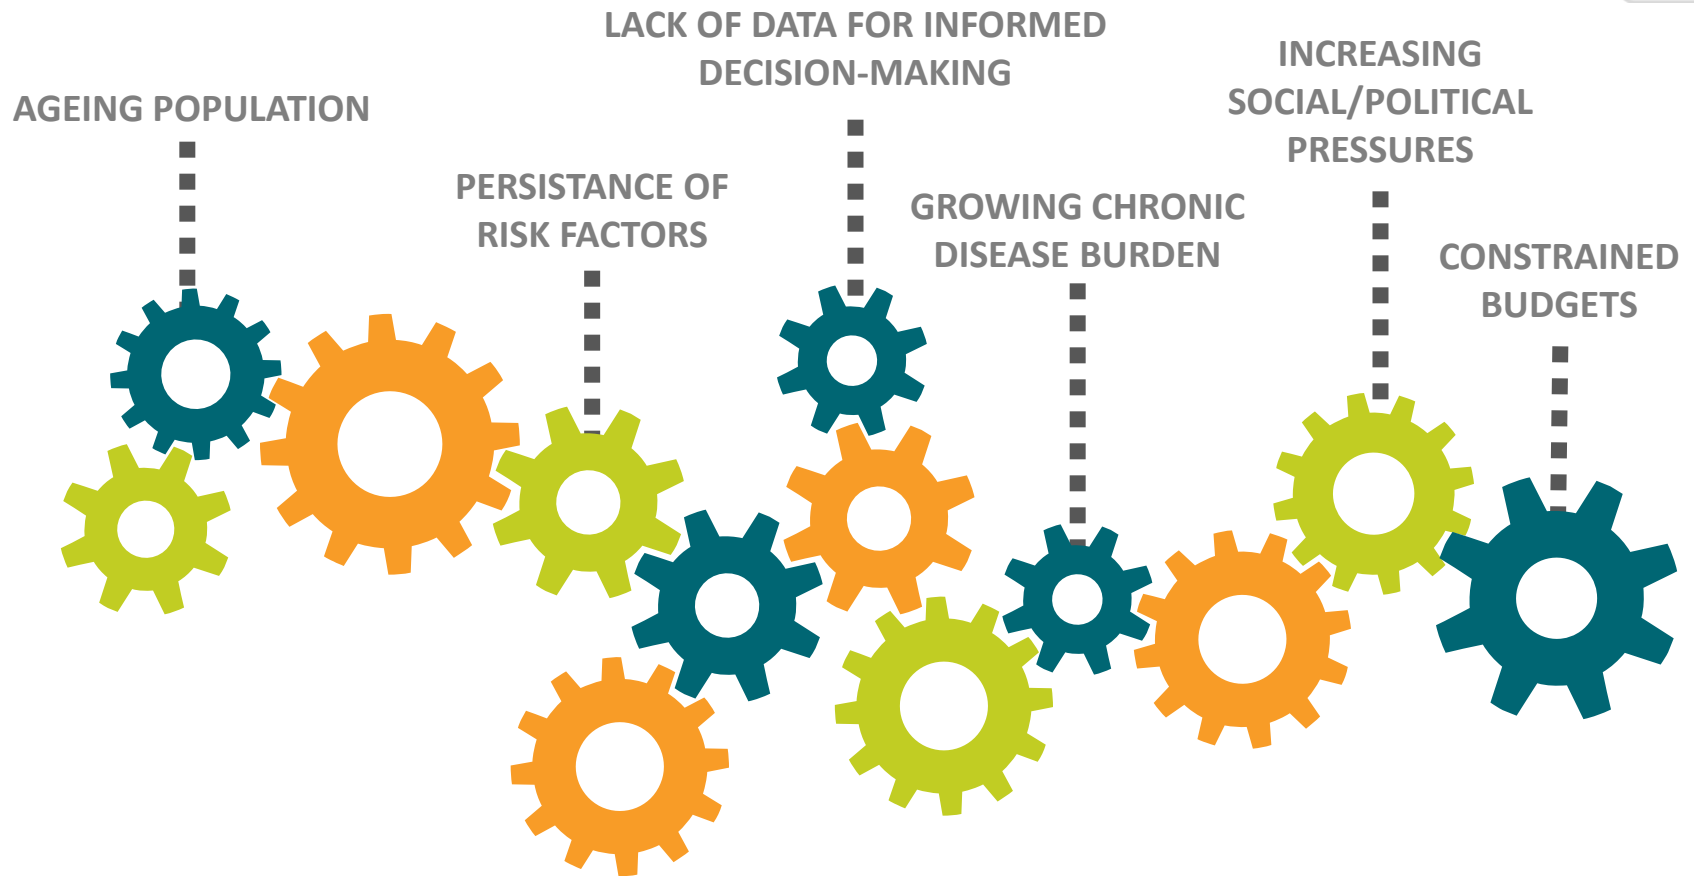 AGEING POPULATION
PERSISTANCE OF
RISK FACTORS
LACK OF DATA FOR INFORMED
DECISION-MAKING
GROWING CHRONIC
DISEASE BURDEN
INCREASING
SOCIAL/POLITICAL
PRESSURES
CONSTRAINED
BUDGETS